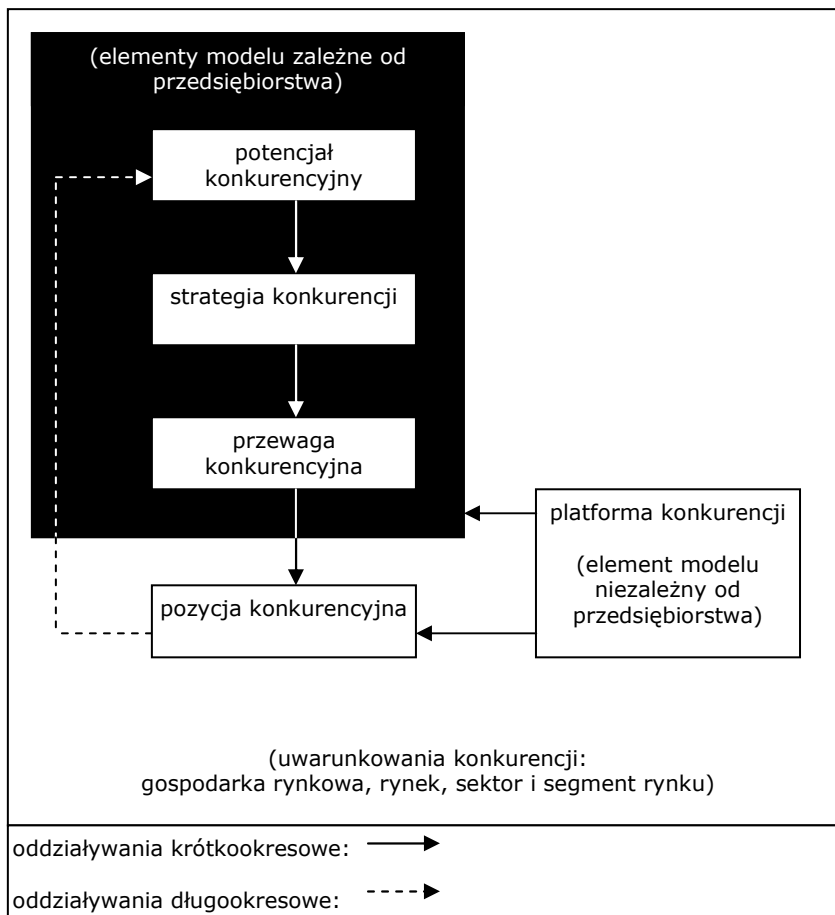 (elementy modelu zależne od
przedsiębiorstwa)
potencjał
konkurencyjny
strategia konkurencji
przewaga
konkurencyjna
platforma konkurencji
(element modelu
niezależny od
przedsiębiorstwa)
pozycja konkurencyjna
(uwarunkowania konkurencji:
gospodarka rynkowa, rynek, sektor i segment rynku)
oddziaływania krótkookresowe:
oddziaływania długookresowe: